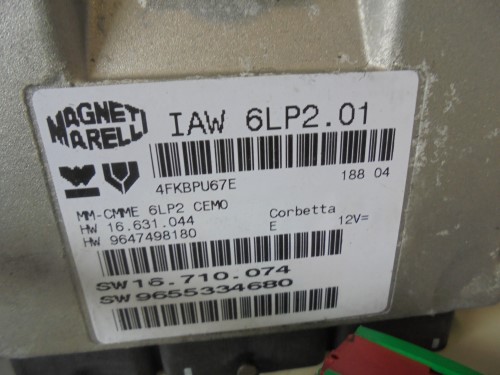 MAGNETI
MARELLI
IAW 6LP2.01
4FKBPU67E 188 04
MM-CMME 6LP2 CEMO
HW 16.631.044 Corbetta
HW 9647498180 E 12V=
SW16.710.074
SW9655334680